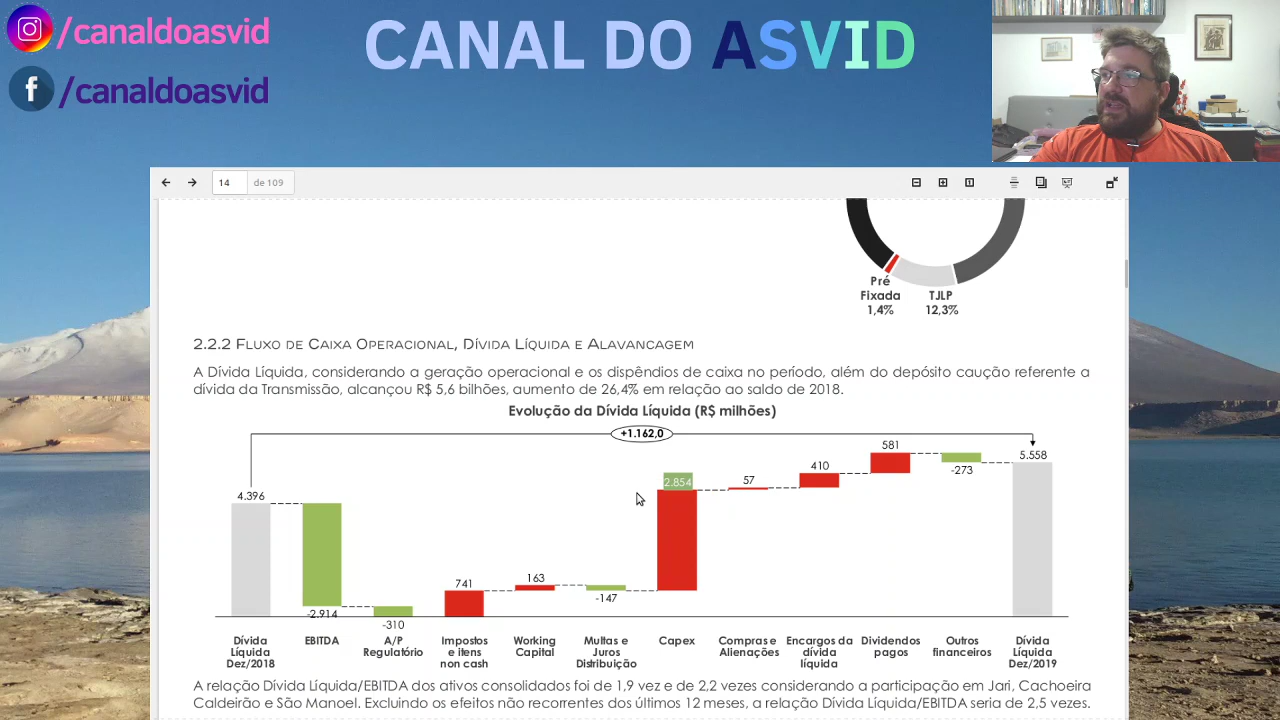 /canaldoasvid
CANAL DO ASVID
/canaldoasvid
14 de 109
Pré
Fixada
1,4%
TJLP
12,3%
2.2.2 Fluxo de Caixa Operacional, Dívida Líquida e Alavancagem
A Dívida Líquida, considerando a geração operacional e os dispêndios de caixa no período, além do depósito caução referente a
dívida da Transmissão, alcançou R$ 5,6 bilhões, aumento de 26,4% em relação ao saldo de 2018.
Evolução da Dívida Líquida (R$ milhões)
+1.162,0
4.396
-2.914
-310
741
163
-147
2.854
57
410
581
-273
5.558
Dívida
Líquida
Dez/2018
EBITDA
A/P
Regulatório
Impostos
e itens
non cash
Working
Capital
Multas e
Juros
Distribuição
Capex
Compras e
Alienações
Encargos da
dívida
líquida
Dividendos
pagos
Outros
financeiros
Dívida
Líquida
Dez/2019
A relação Dívida Líquida/EBITDA dos ativos consolidados foi de 1,9 vez e de 2,2 vezes considerando a participação em Jari, Cachoeira
Caldeirão e São Manoel. Excluindo os efeitos não recorrentes dos últimos 12 meses, a relação Dívida Líquida/EBITDA seria de 2,5 vezes.